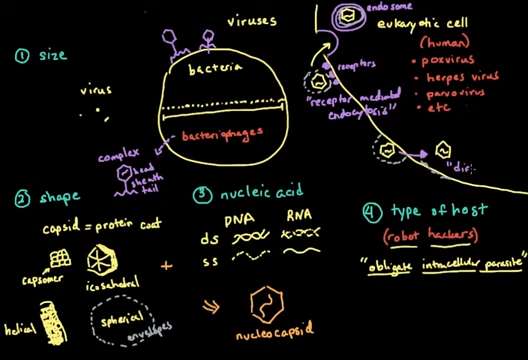 viruses
endosome
eukaryotic cell
(human)
• poxvirus
• herpes virus
• parvovirus
• etc
① size
virus
bacteria
bacteriophages
receptors
"receptor mediated
endocytosis"
complex
head
sheath
tail
"dir
② shape
capsid = protein coat
capsomer
icosahedral
helical
spherical
envelopes
+
③ nucleic acid
DNA RNA
ds
ss
nucleocapsid
④ type of host
(robot hackers)
"obligate intracellular parasite"